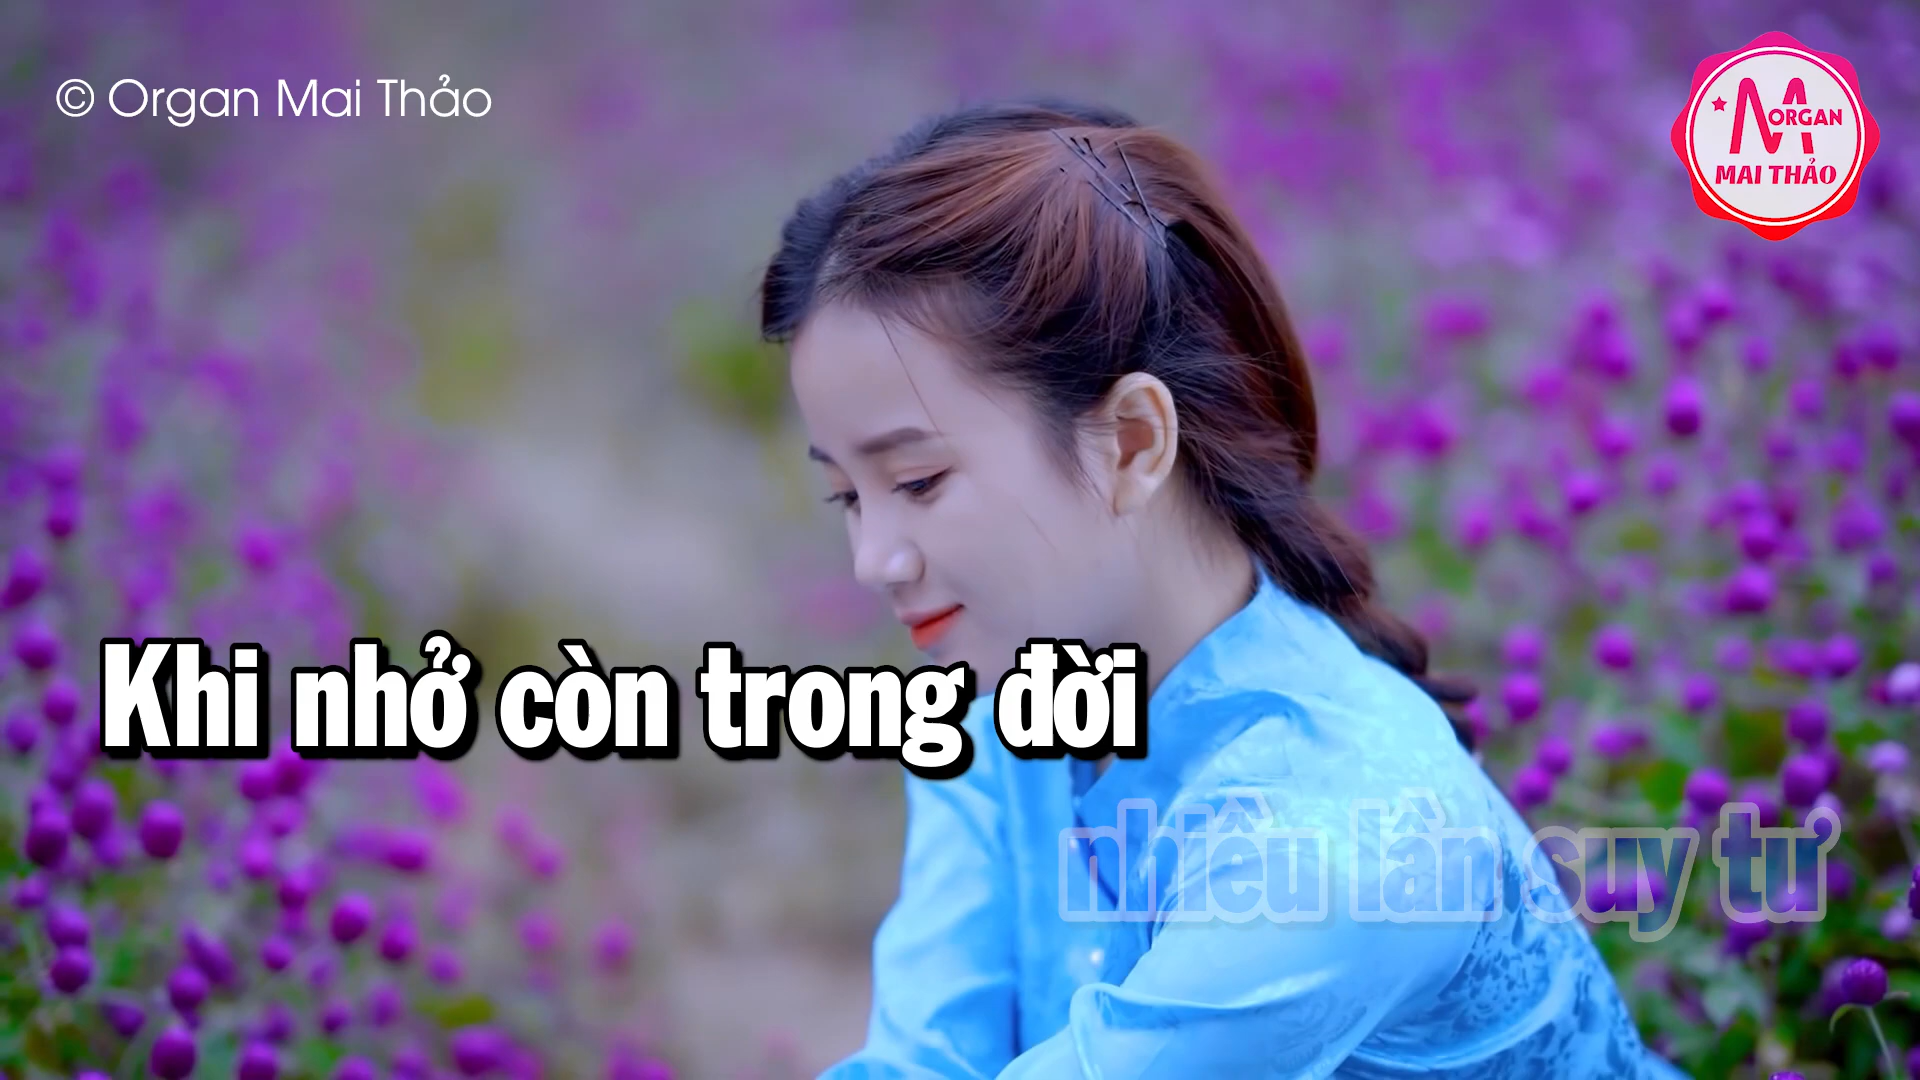 © Organ Mai Thảo
M ORGAN
MAI THẢO
Khi nhở còn trong đời
nhiều lần suy tư